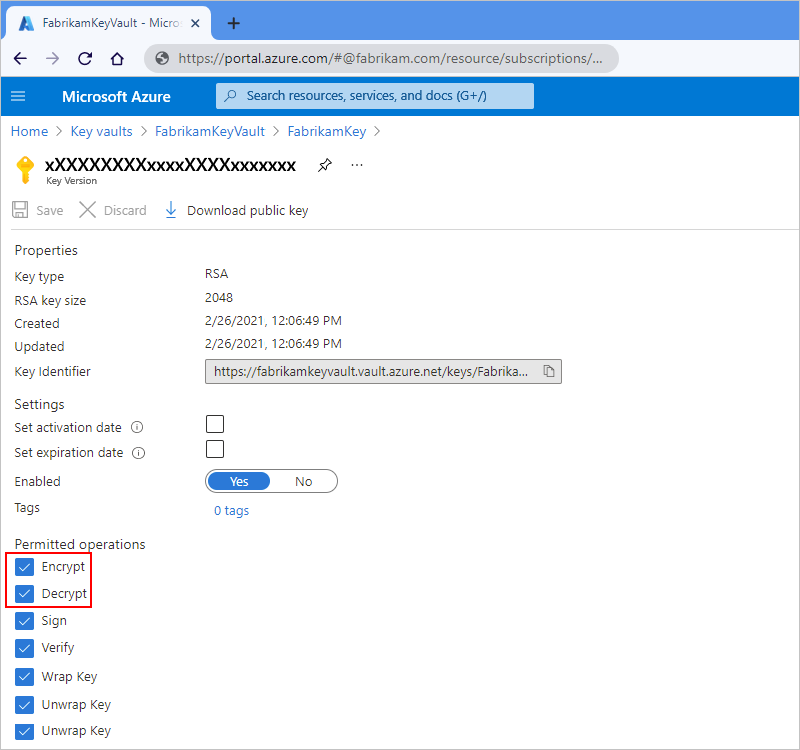 FabrikamKeyVault - Micros
https://portal.azure.com/#@fabrikam.com/resource/subscriptions/...
Microsoft Azure
Search resources, services, and docs (G+/)
Home > Key vaults > FabrikamKeyVault > FabrikamKey >
xXXXXXXXXxxxxXXXXxxxxxxx
Key Version
Save Discard Download public key
Properties
Key type RSA
RSA key size 2048
Created 2/26/2021, 12:06:49 PM
Updated 2/26/2021, 12:06:49 PM
Key Identifier https://fabrikamkeyvault.vault.azure.net/keys/Fabrika...
Settings
Set activation date
Set expiration date
Enabled Yes No
Tags 0 tags
Permitted operations
Encrypt
Decrypt
Sign
Verify
Wrap Key
Unwrap Key
Unwrap Key